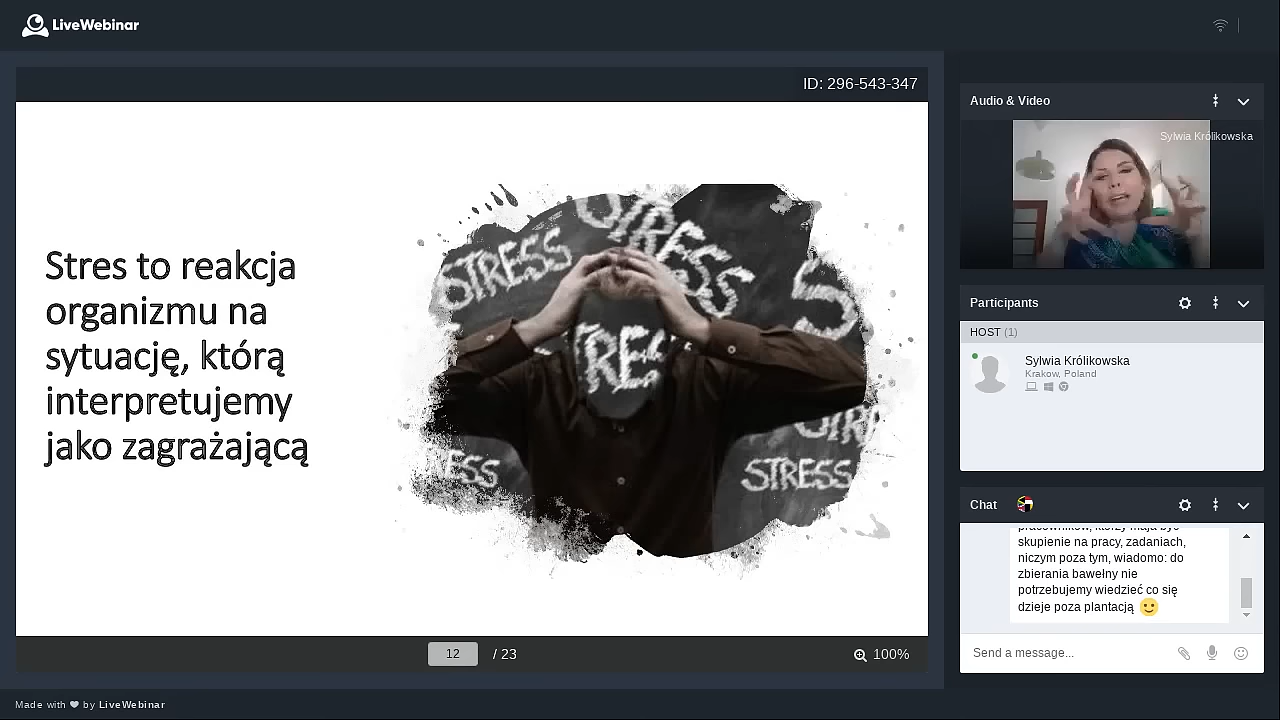 LiveWebinar
ID: 296-543-347
Stres to reakcja
organizmu na
sytuację, którą
interpretujemy
jako zagrażającą
STRESS
STRESS
TRES
STRESS
12 / 23
100%
Audio & Video
Sylwia Królikowska
Participants
HOST (1)
Sylwia Królikowska
Krakow, Poland
Chat
skupienie na pracy, zadaniach,
niczym poza tym, wiadomo: do
zbierania bawełny nie
potrzebujemy wiedzieć co się
dzieje poza plantacją
Send a message...
Made with by LiveWebinar